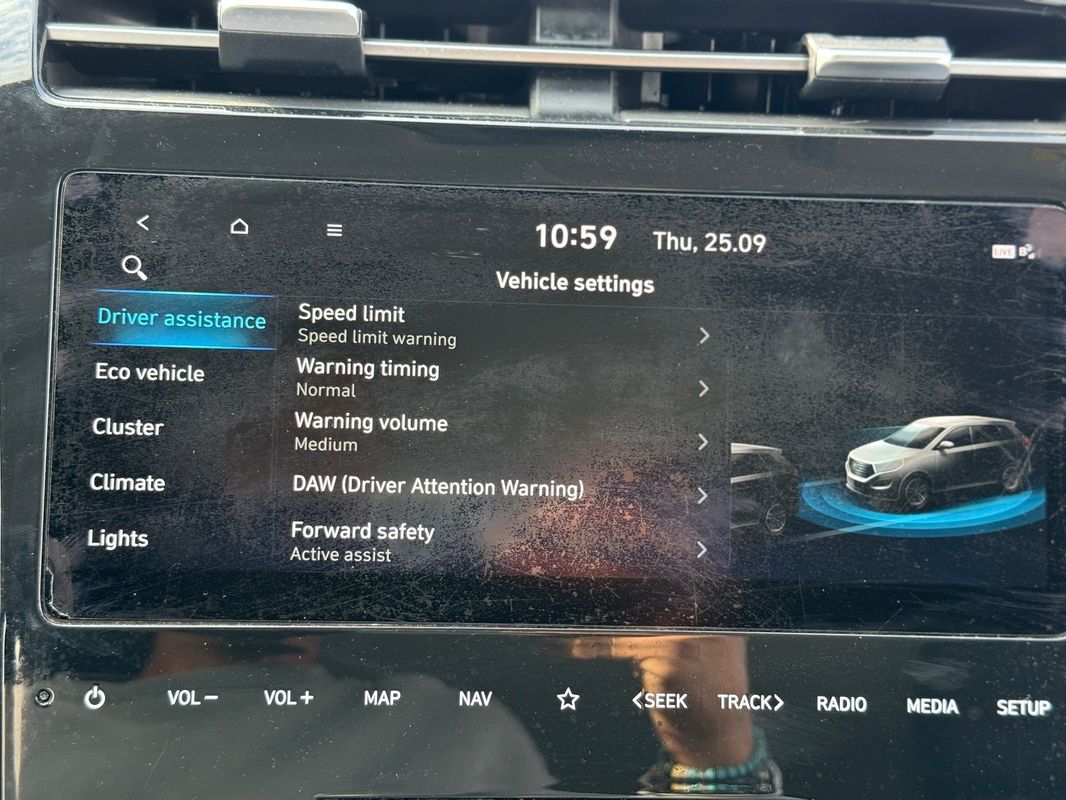 10:59 Thu, 25.09
LIVE
Vehicle settings
Driver assistance
Eco vehicle
Cluster
Climate
Lights
Speed limit
Speed limit warning
Warning timing
Normal
Warning volume
Medium
DAW (Driver Attention Warning)
Forward safety
Active assist
VOL− VOL+ MAP NAV <SEEK TRACK> RADIO MEDIA SETUP